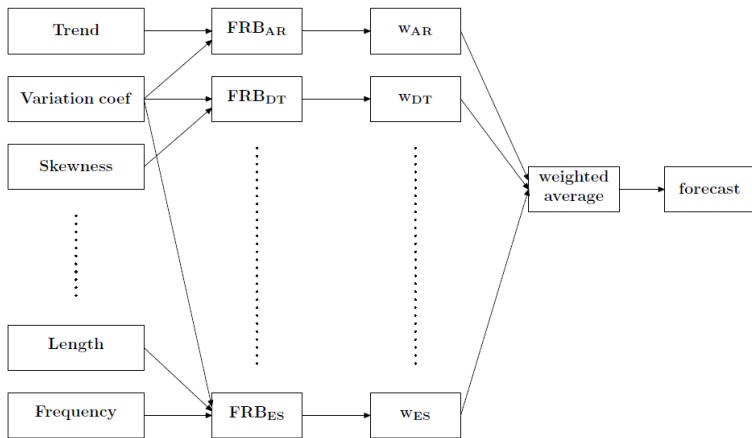 Trend
FRB_AR
w_AR
Variation coef
FRB_DT
w_DT
Skewness
weighted
average
forecast
Length
Frequency
FRB_ES
w_ES